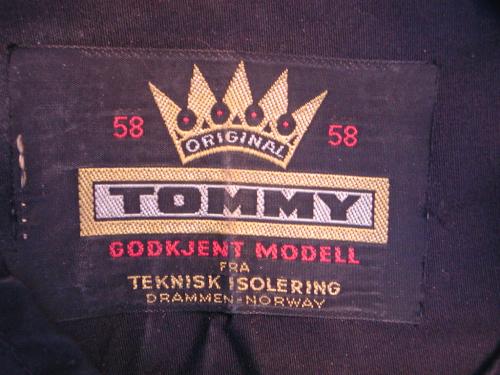 58 ORIGINAL 58
TOMMY
GODKJENT MODELL
FRA
TEKNISK ISOLERING
DRAMMEN-NORWAY